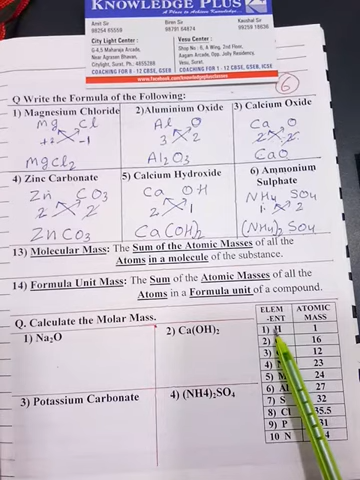 KNOWLEDGE PLUS
A Place to Achieve Knowledge...
Amit Sir
98254 65558
Biren Sir
98791 64874
Kaushal Sir
99259 18838
City Light Center :
G-4,5 Maharaja Arcade,
Near Agrasen Bhavan,
Citylight, Surat. Ph.: 4855288
COACHING FOR 8 - 12 CBSE, GSEB
Vesu Center :
Shop No.: 6, A Wing, 2nd Floor,
Aagam Arcade, Opp. Jolly Residency,
Vesu, Surat.
COACHING FOR 1 - 12 CBSE, GSEB, ICSE
6
Q Write the Formula of the Following:
1) Magnesium Chloride
Mg Cl
+2 -1
MgCl2
2)Aluminium Oxide
Al O
3 2
Al2O3
3) Calcium Oxide
Ca O
2 2
CaO
4) Zinc Carbonate
Zn CO3
2 2
ZnCO3
5) Calcium Hydroxide
Ca OH
2 1
Ca(OH)2
6) Ammonium
Sulphate
NH4 SO4
1 2
(NH4)2 SO4
13) Molecular Mass: The Sum of the Atomic Masses of all the
Atoms in a molecule of the substance.
14) Formula Unit Mass: The Sum of the Atomic Masses of all the
Atoms in a Formula unit of a compound.
Q. Calculate the Molar Mass.
1) Na2O
2) Ca(OH)2
3) Potassium Carbonate
4) (NH4)2SO4
ELEM
-ENT
ATOMIC
MASS
1) H 1
2) 16
3) 12
4) 23
5) M 24
6) Al 27
7) S 32
8) Cl 35.5
9) P 31
10 N